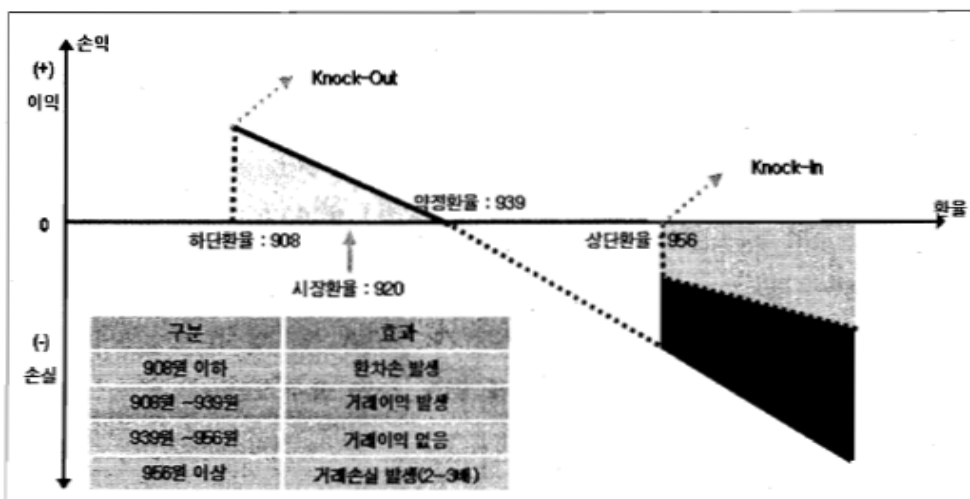 손익
(+)
이익
Knock-Out
Knock-In
약정환율 : 939
환율
0
하단환율 : 908
상단환율 : 956
시장환율 : 920
(-)
손실
구분 효과
908원 이하 환차손 발생
908원 ~939원 거래이익 발생
939원 ~956원 거래이익 없음
956원 이상 거래손실 발생(2~3배)